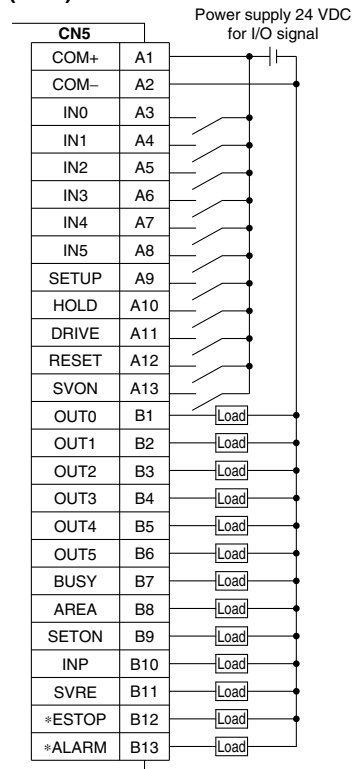 Power supply 24 VDC
for I/O signal
CN5
COM+ A1
COM− A2
IN0 A3
IN1 A4
IN2 A5
IN3 A6
IN4 A7
IN5 A8
SETUP A9
HOLD A10
DRIVE A11
RESET A12
SVON A13
OUT0 B1 Load
OUT1 B2 Load
OUT2 B3 Load
OUT3 B4 Load
OUT4 B5 Load
OUT5 B6 Load
BUSY B7 Load
AREA B8 Load
SETON B9 Load
INP B10 Load
SVRE B11 Load
*ESTOP B12 Load
*ALARM B13 Load